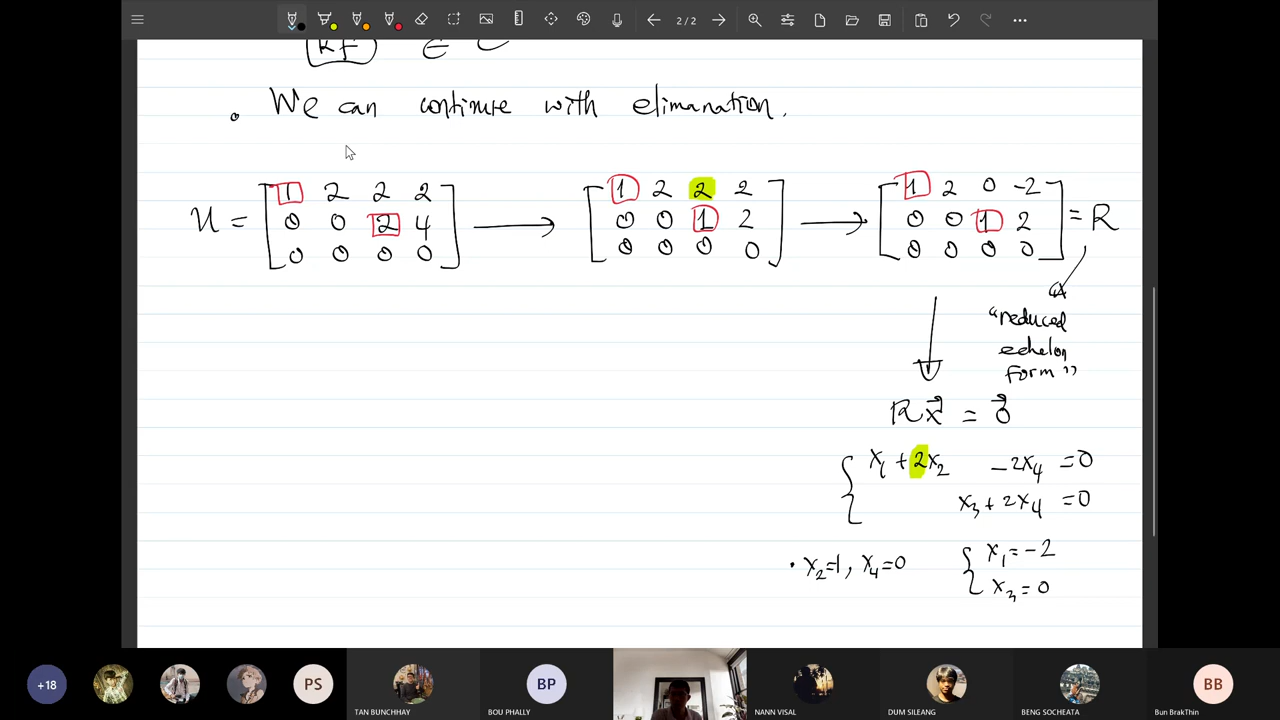 2/2
RF ∈
• We can continue with elimanation.
U = [1 2 2 2; 0 0 2 4; 0 0 0 0] → [1 2 2 2; 0 0 1 2; 0 0 0 0] → [1 2 0 -2; 0 0 1 2; 0 0 0 0] = R
"reduced
echelon
form"
Rx⃗ = 0⃗
x₁ + 2x₂ -2x₄ = 0
x₃ + 2x₄ = 0
• x₂=1, x₄=0 { x₁ = -2
x₃ = 0
+18
PS
BP
BB
TAN BUNCHHAY
BOU PHALLY
NANN VISAL
DUM SILEANG
BENG SOCHEATA
Bun BrakThin